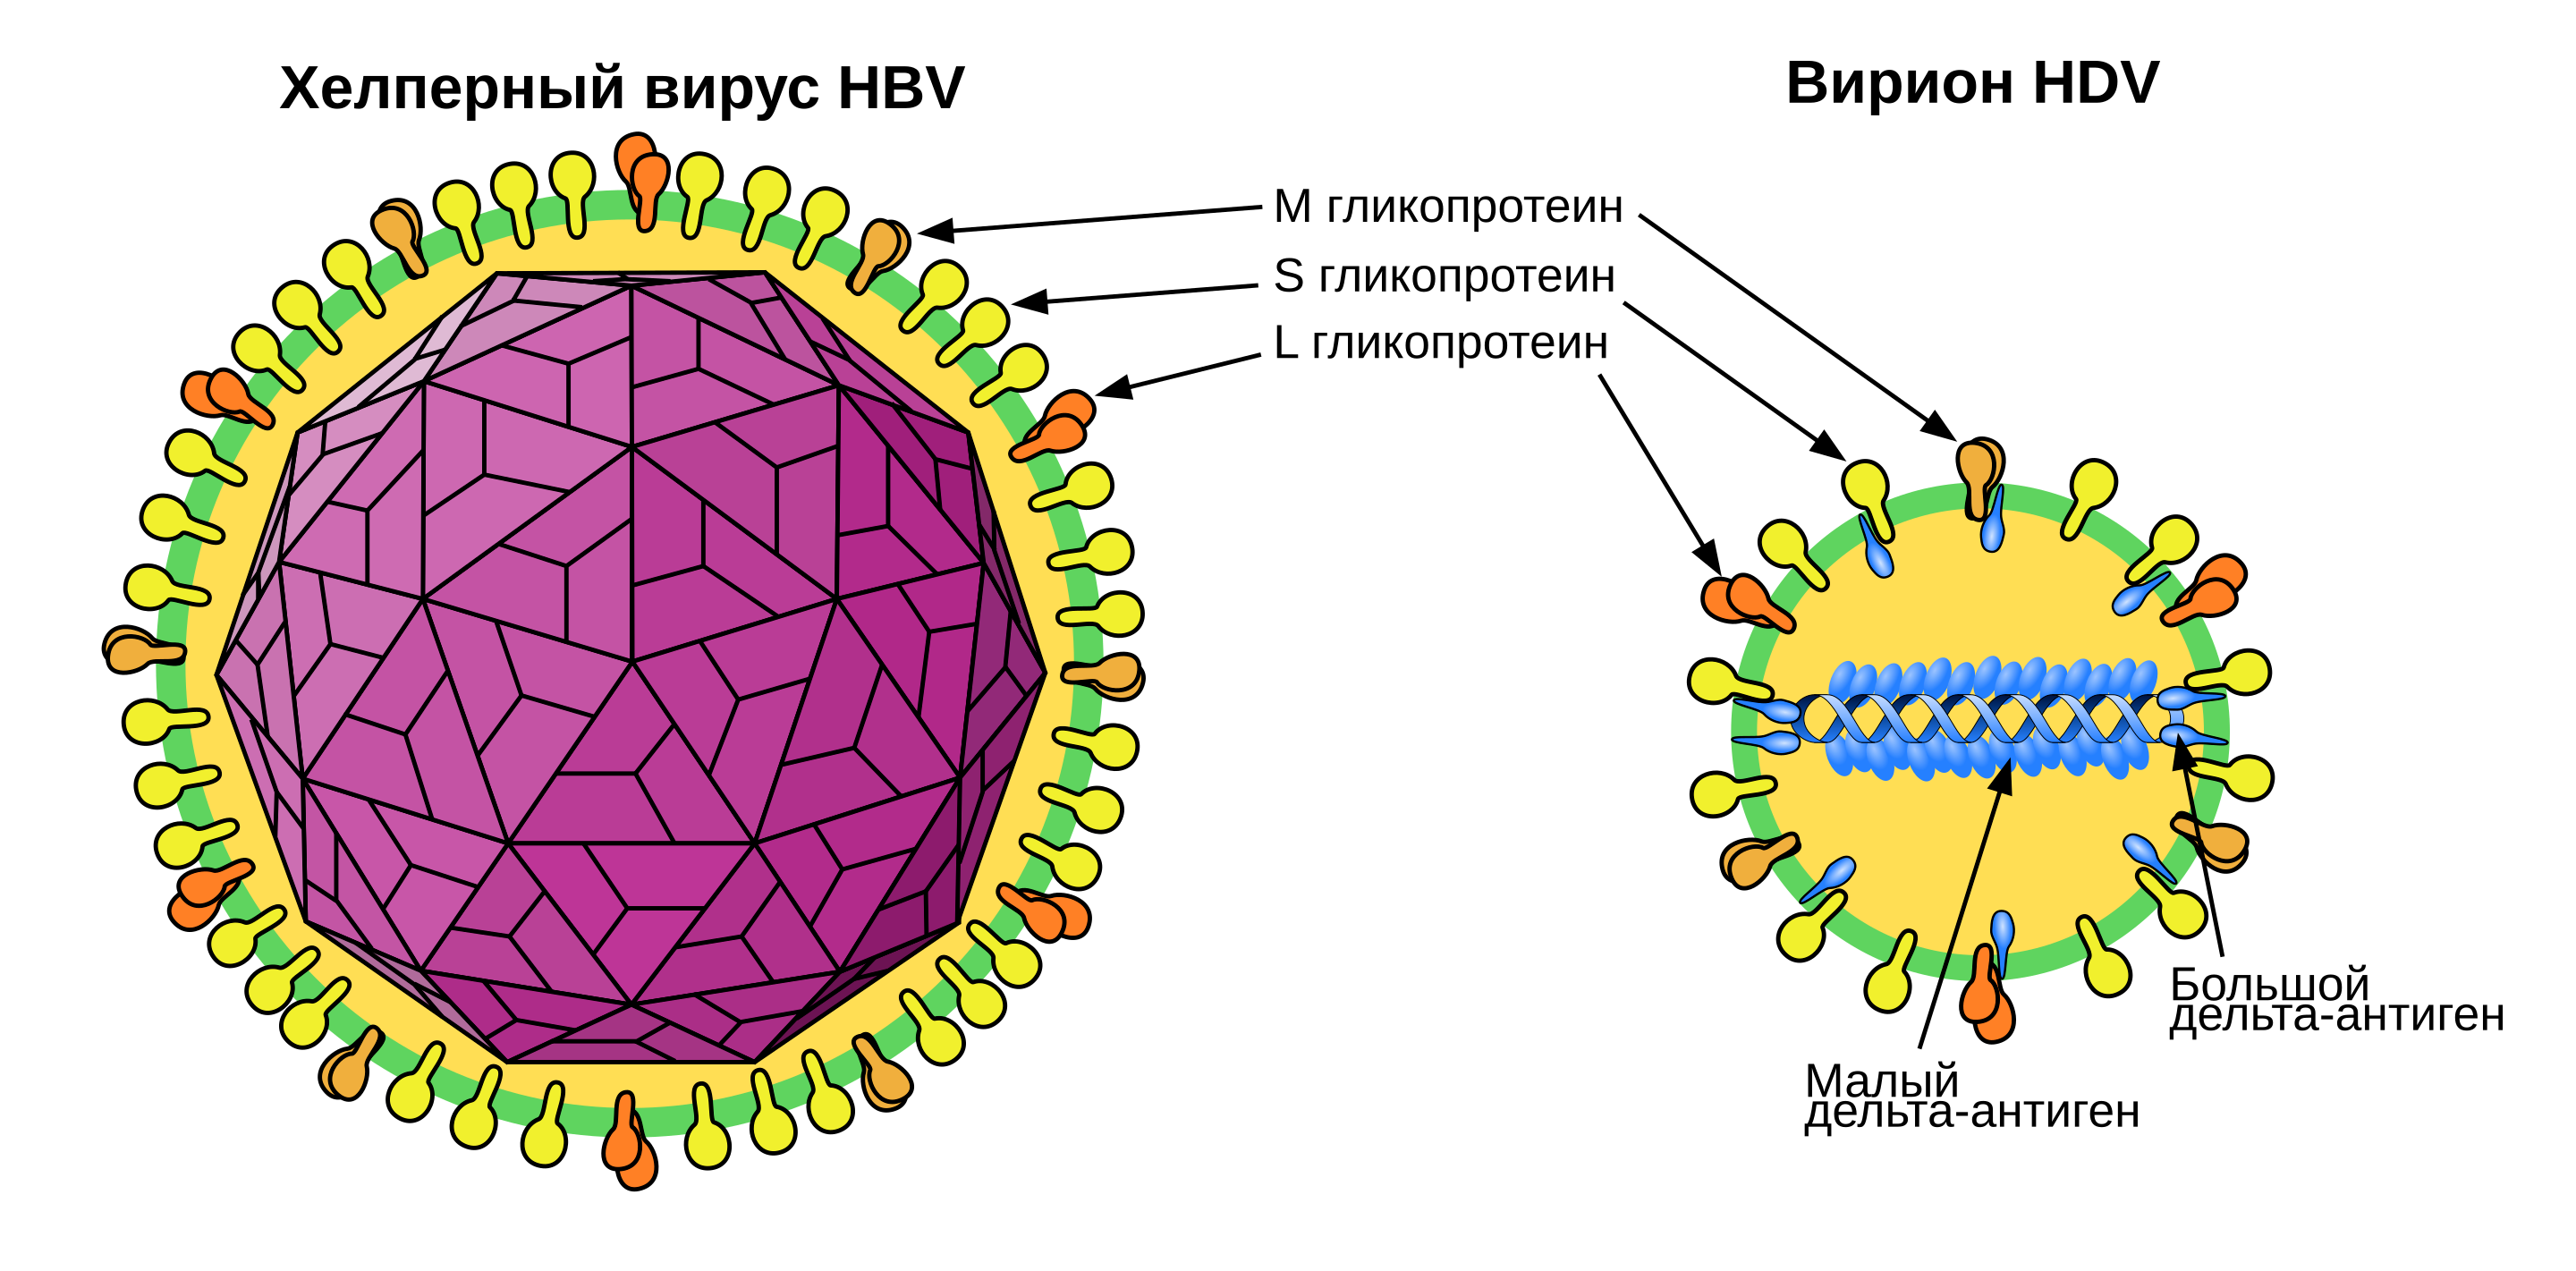 Хелперный вирус HBV
Вирион HDV
M гликопротеин
S гликопротеин
L гликопротеин
Большой
дельта-антиген
Малый
дельта-антиген